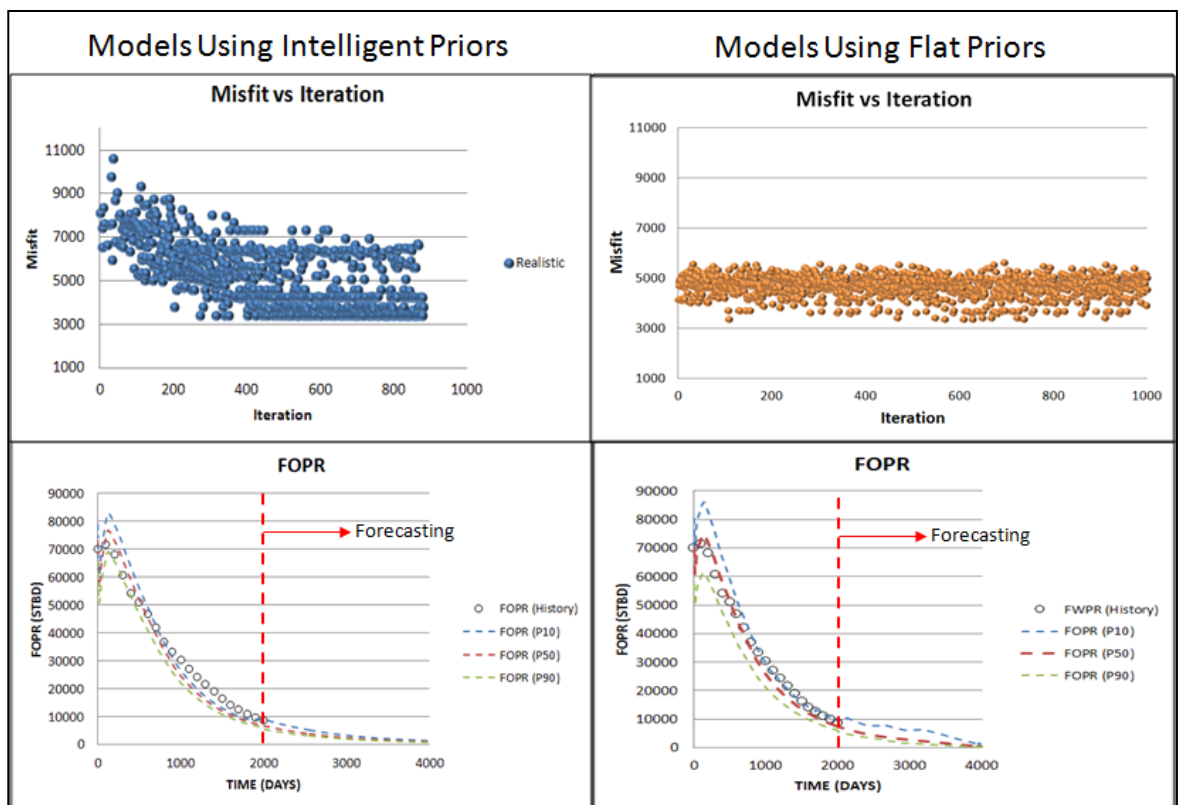 Models Using Intelligent Priors
Models Using Flat Priors
Misfit vs Iteration
11000
9000
7000
5000
3000
1000
Misfit
0 200 400 600 800 1000
Iteration
Realistic
Misfit vs Iteration
11000
9000
7000
5000
3000
1000
Misfit
0 200 400 600 800 1000
Iteration
FOPR
90000
80000
70000
60000
50000
40000
30000
20000
10000
0
FOPR (STBD)
0 1000 2000 3000 4000
TIME (DAYS)
Forecasting
FOPR (History)
FOPR (P10)
FOPR (P50)
FOPR (P90)
FOPR
90000
80000
70000
60000
50000
40000
30000
20000
10000
0
FOPR (STBD)
0 1000 2000 3000 4000
TIME (DAYS)
Forecasting
FWPR (History)
FOPR (P10)
FOPR (P50)
FOPR (P90)